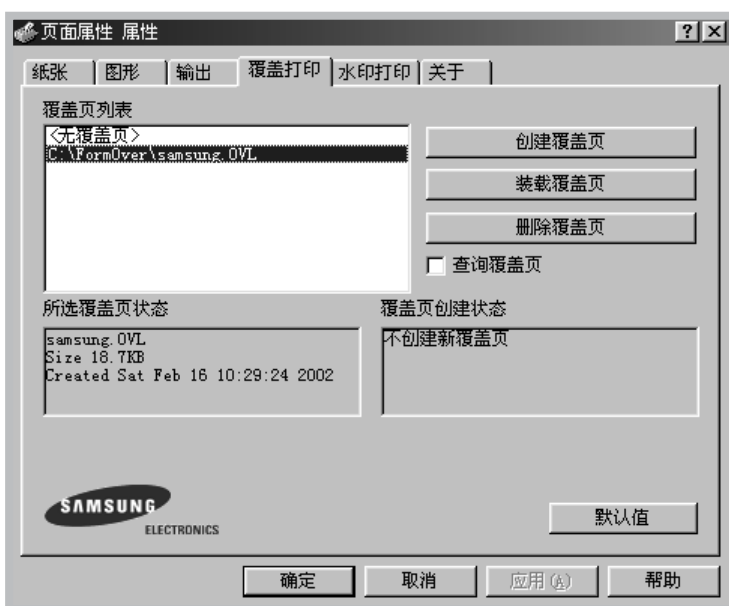 页面属性 属性
纸张 图形 输出 覆盖打印 水印打印 关于
覆盖页列表
<无覆盖页>
C:\FormOver\samsung.OVL
创建覆盖页
装载覆盖页
删除覆盖页
查询覆盖页
所选覆盖页状态
samsung.OVL
Size 18.7KB
Created Sat Feb 16 10:29:24 2002
覆盖页创建状态
不创建新覆盖页
SAMSUNG
ELECTRONICS
默认值
确定 取消 应用(A) 帮助